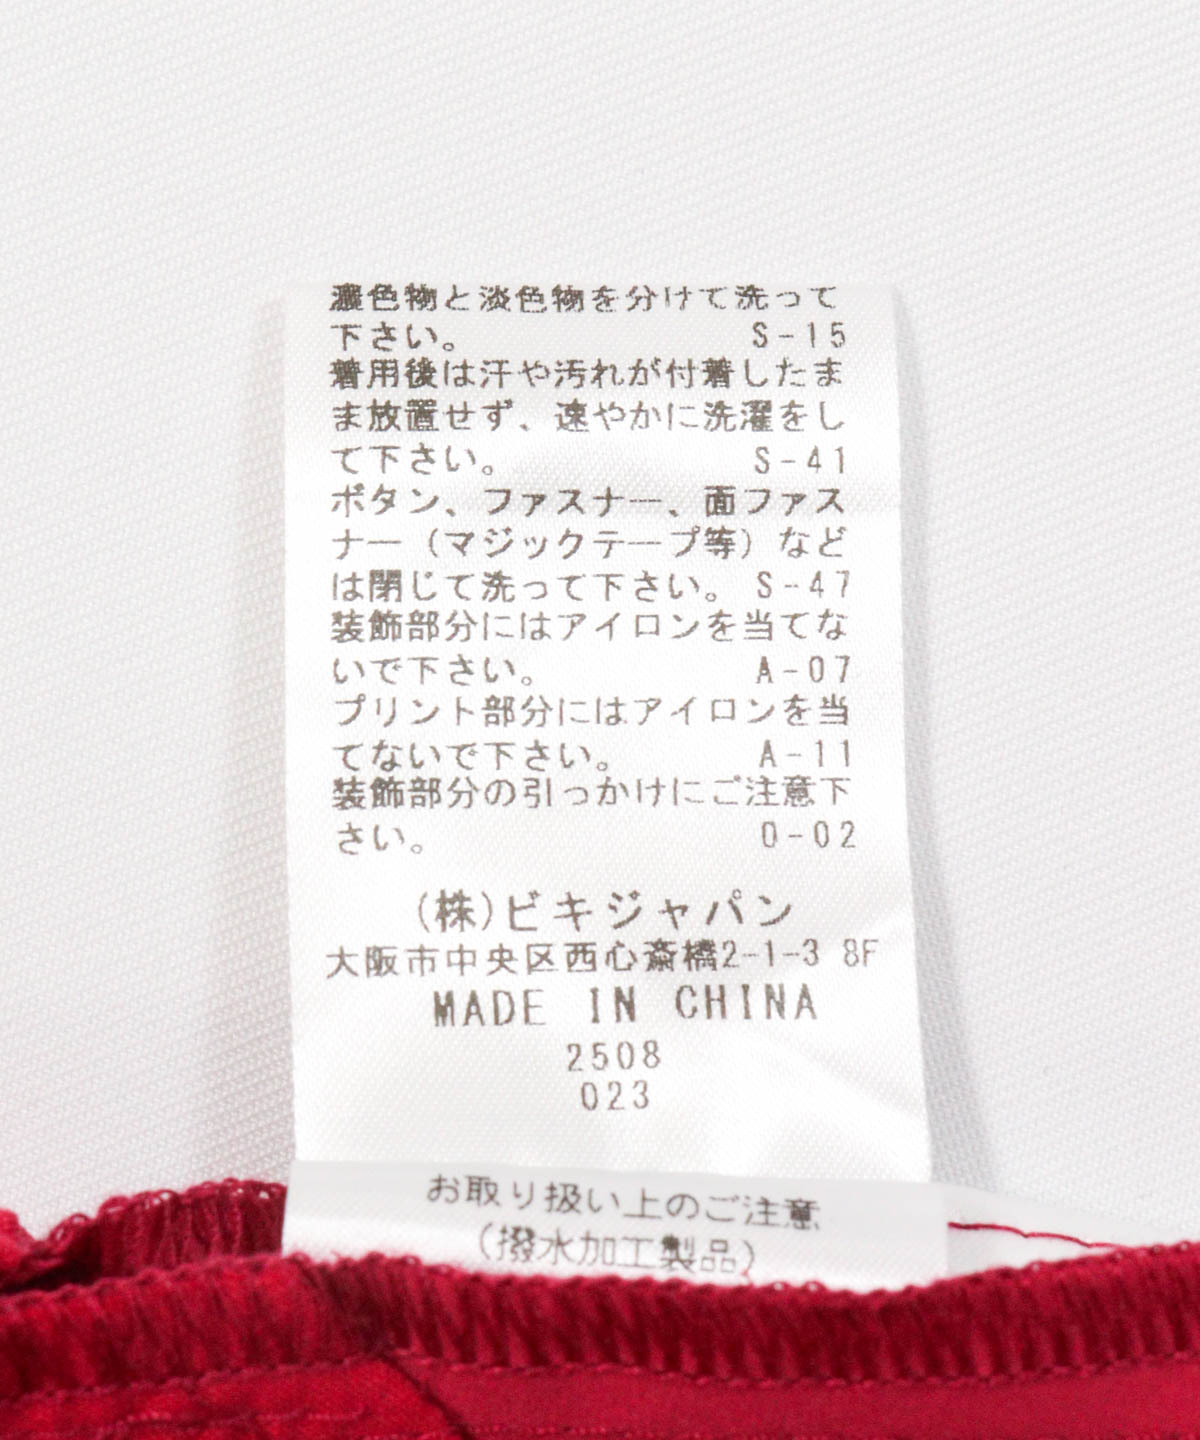 濃色物と淡色物を分けて洗って
下さい。 S-15
着用後は汗や汚れが付着したま
ま放置せず、速やかに洗濯をし
て下さい。 S-41
ボタン、ファスナー、面ファス
ナー（マジックテープ等）など
は閉じて洗って下さい。 S-47
装飾部分にはアイロンを当てな
いで下さい。 A-07
プリント部分にはアイロンを当
てないで下さい。 A-11
装飾部分の引っかけにご注意下
さい。 O-02
(株)ビキジャパン
大阪市中央区西心斎橋2-1-3 8F
MADE IN CHINA
2508
023
お取り扱い上のご注意
(撥水加工製品)